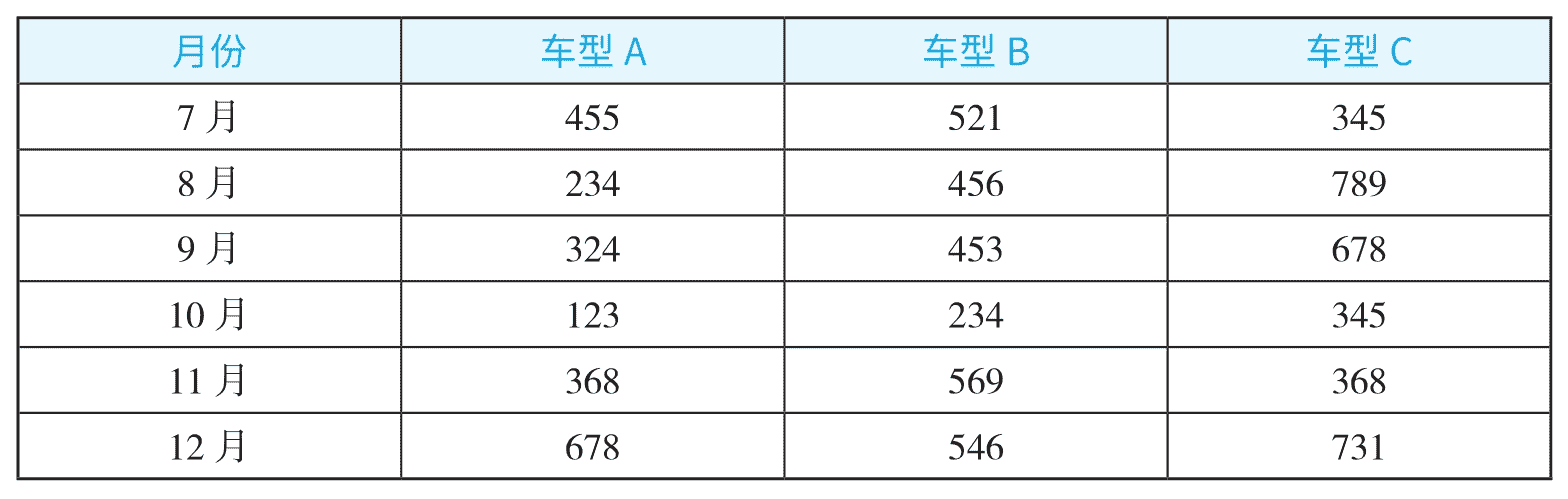 月份 车型 A 车型 B 车型 C
7 月 455 521 345
8 月 234 456 789
9 月 324 453 678
10 月 123 234 345
11 月 368 569 368
12 月 678 546 731